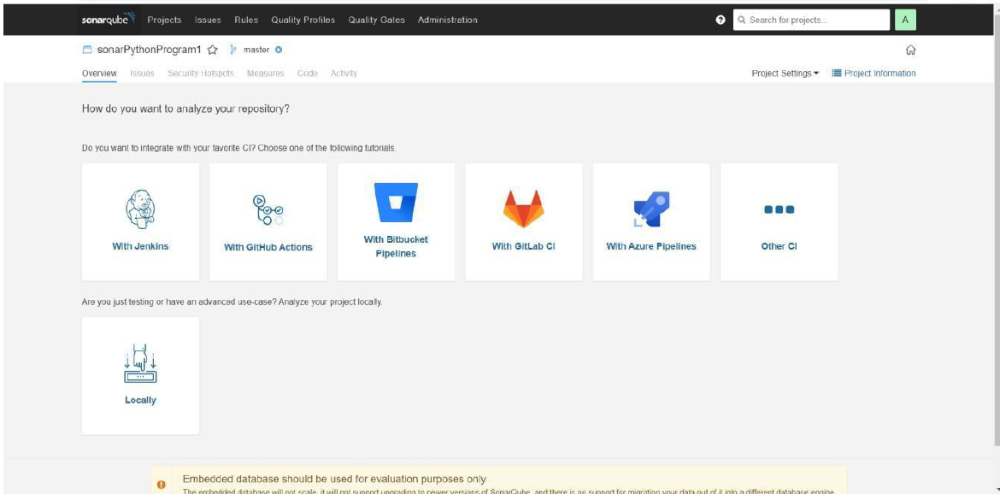 sonarqube Projects Issues Rules Quality Profiles Quality Gates Administration ? Search for projects... A
sonarPythonProgram1 master
Overview Issues Security Hotspots Measures Code Activity Project Settings Project Information
How do you want to analyze your repository?
Do you want to integrate with your favorite CI? Choose one of the following tutorials.
With Jenkins
With GitHub Actions
With Bitbucket
Pipelines
With GitLab CI
With Azure Pipelines
Other CI
Are you just testing or have an advanced use-case? Analyze your project locally.
Locally
Embedded database should be used for evaluation purposes only
The embedded database will not scale, it will not support upgrading to newer versions of SonarQube, and there is no support for migrating your data out of it into a different database engine.